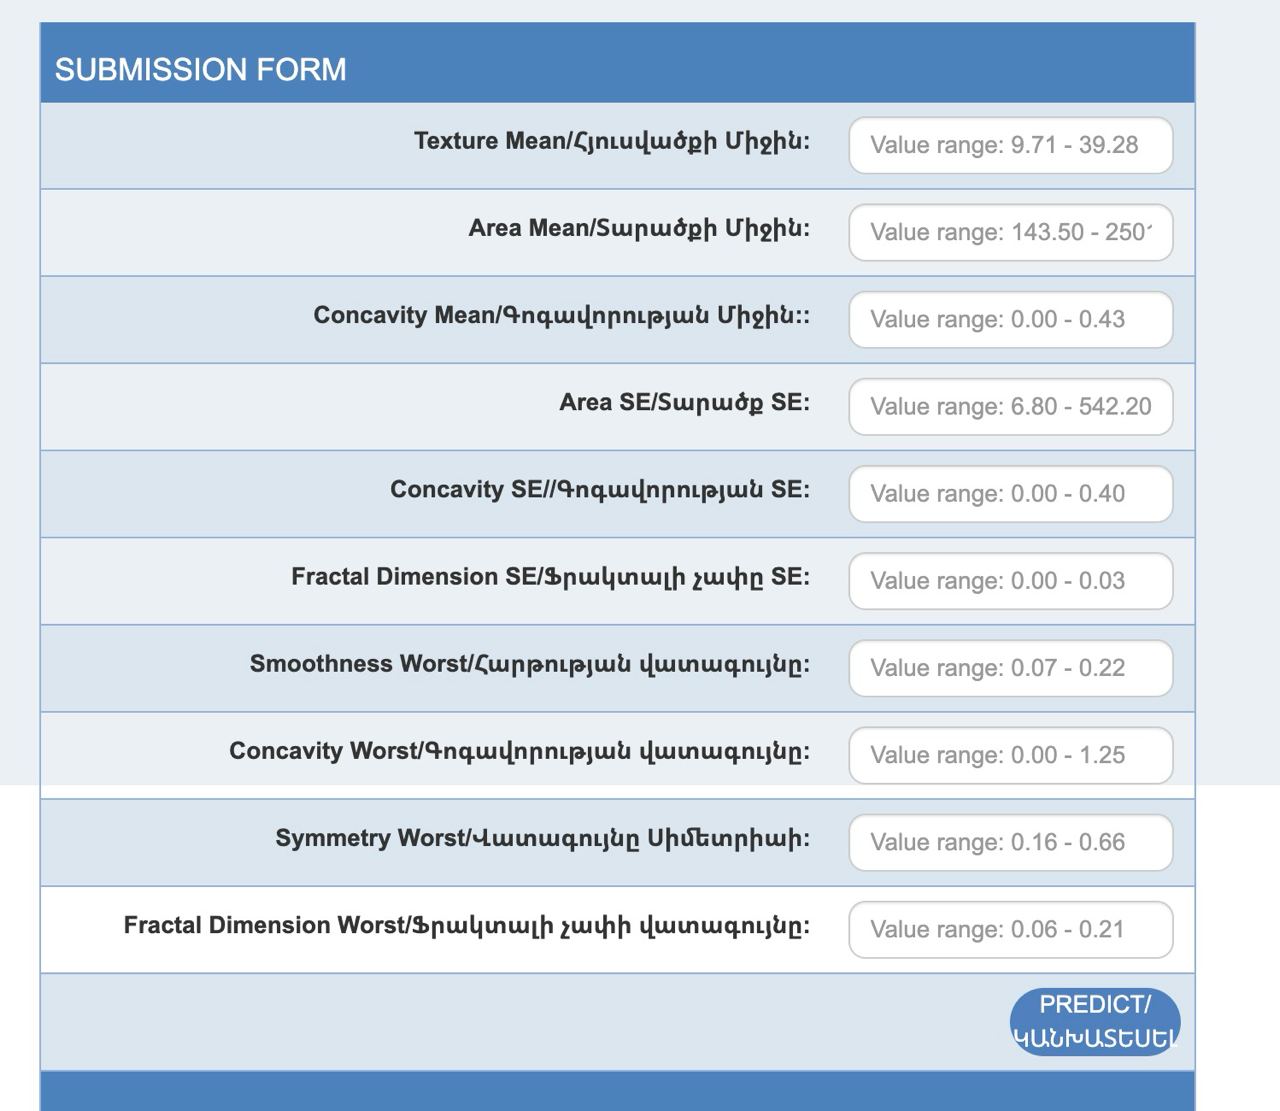 SUBMISSION FORM
Texture Mean/Հյուսվածքի Միջին: Value range: 9.71 - 39.28
Area Mean/Տարածքի Միջին: Value range: 143.50 - 250
Concavity Mean/Գոգավորության Միջին:: Value range: 0.00 - 0.43
Area SE/Տարածք SE: Value range: 6.80 - 542.20
Concavity SE//Գոգավորության SE: Value range: 0.00 - 0.40
Fractal Dimension SE/Ֆրակտալի չափը SE: Value range: 0.00 - 0.03
Smoothness Worst/Հարթության վատագույնը: Value range: 0.07 - 0.22
Concavity Worst/Գոգավորության վատագույնը: Value range: 0.00 - 1.25
Symmetry Worst/Վատագույնը Սիմետրիաի: Value range: 0.16 - 0.66
Fractal Dimension Worst/Ֆրակտալի չափի վատագույնը: Value range: 0.06 - 0.21
PREDICT/
ԿԱՆԽԱՏԵՍԵԼ